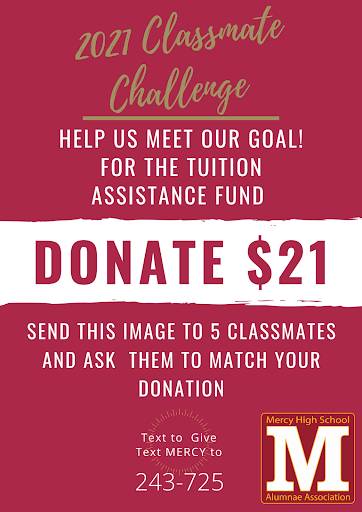 2021 Classmate
Challenge
HELP US MEET OUR GOAL!
FOR THE TUITION
ASSISTANCE FUND
DONATE $21
SEND THIS IMAGE TO 5 CLASSMATES
AND ASK THEM TO MATCH YOUR
DONATION
Text to Give
Text MERCY to
243-725
Mercy High School
M
Alumnae Association